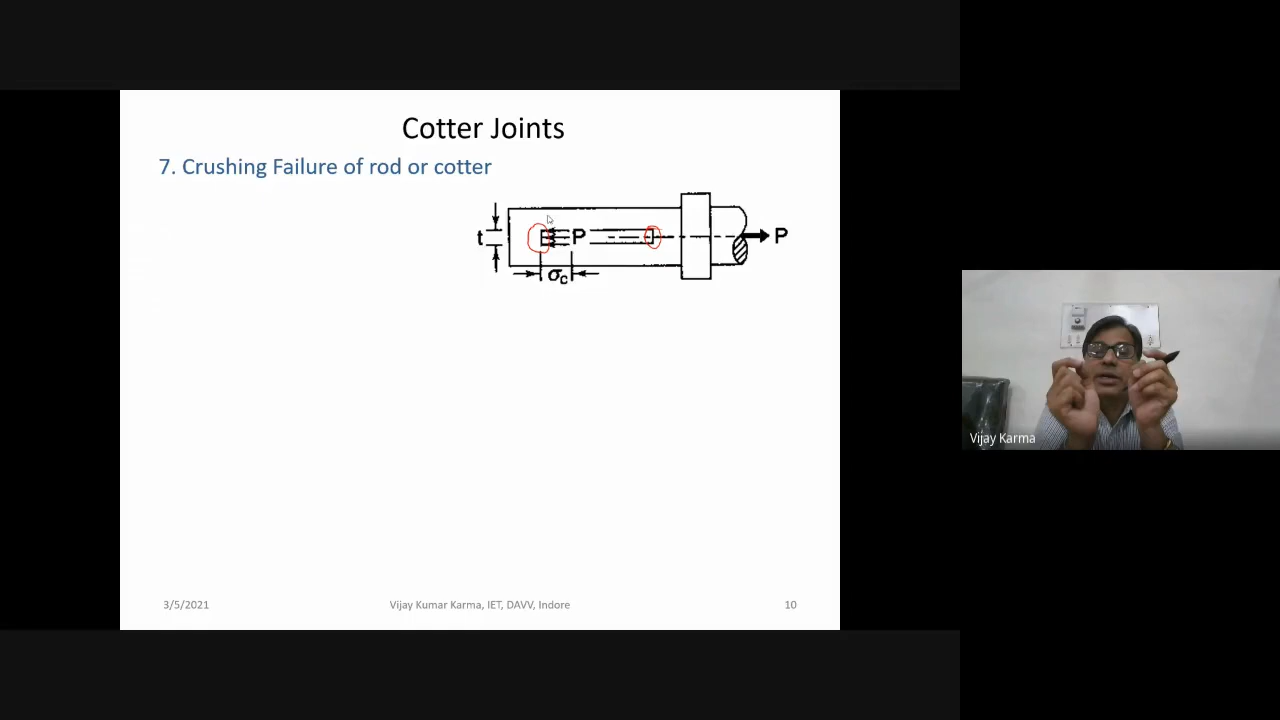 Cotter Joints
7. Crushing Failure of rod or cotter
t
P
P
σc
Vijay Karma
3/5/2021
Vijay Kumar Karma, IET, DAVV, Indore
10